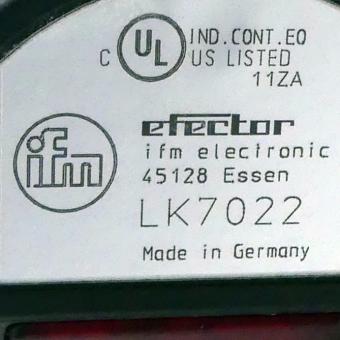 C UL IND.CONT.EQ
US LISTED
11ZA
efector
ifm ifm electronic
45128 Essen
LK7022
Made in Germany